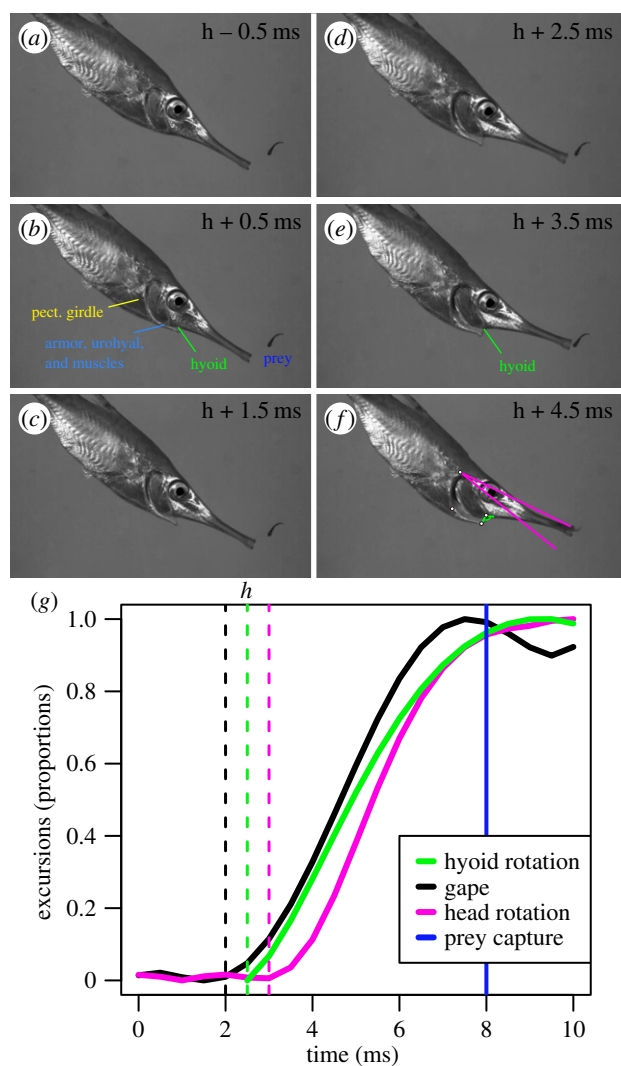 (a) h – 0.5 ms
(d) h + 2.5 ms
(b) h + 0.5 ms
pect. girdle
armor, urohyal,
and muscles
hyoid
prey
(e) h + 3.5 ms
hyoid
(c) h + 1.5 ms
(f) h + 4.5 ms
(g) h
1.0
0.8
0.6
0.4
0.2
0
excursions (proportions)
hyoid rotation
gape
head rotation
prey capture
0 2 4 6 8 10
time (ms)